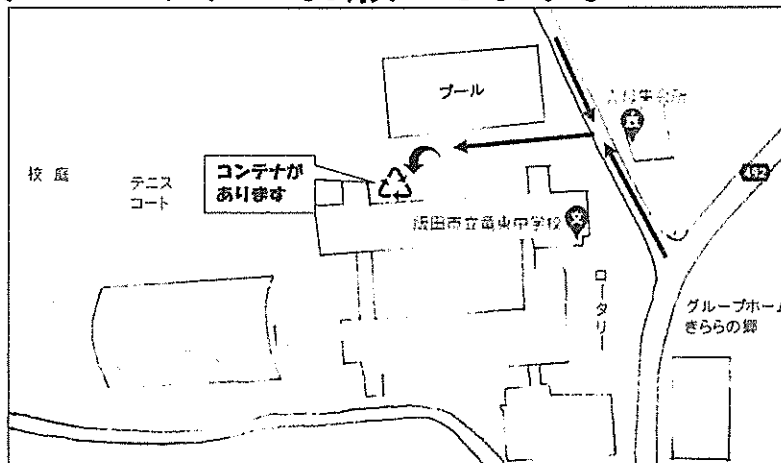 プール
校庭
テニス
コート
コンテナが
あります
飯田市立竜東中学校
文
ロータリー
グループホーム
きららの郷